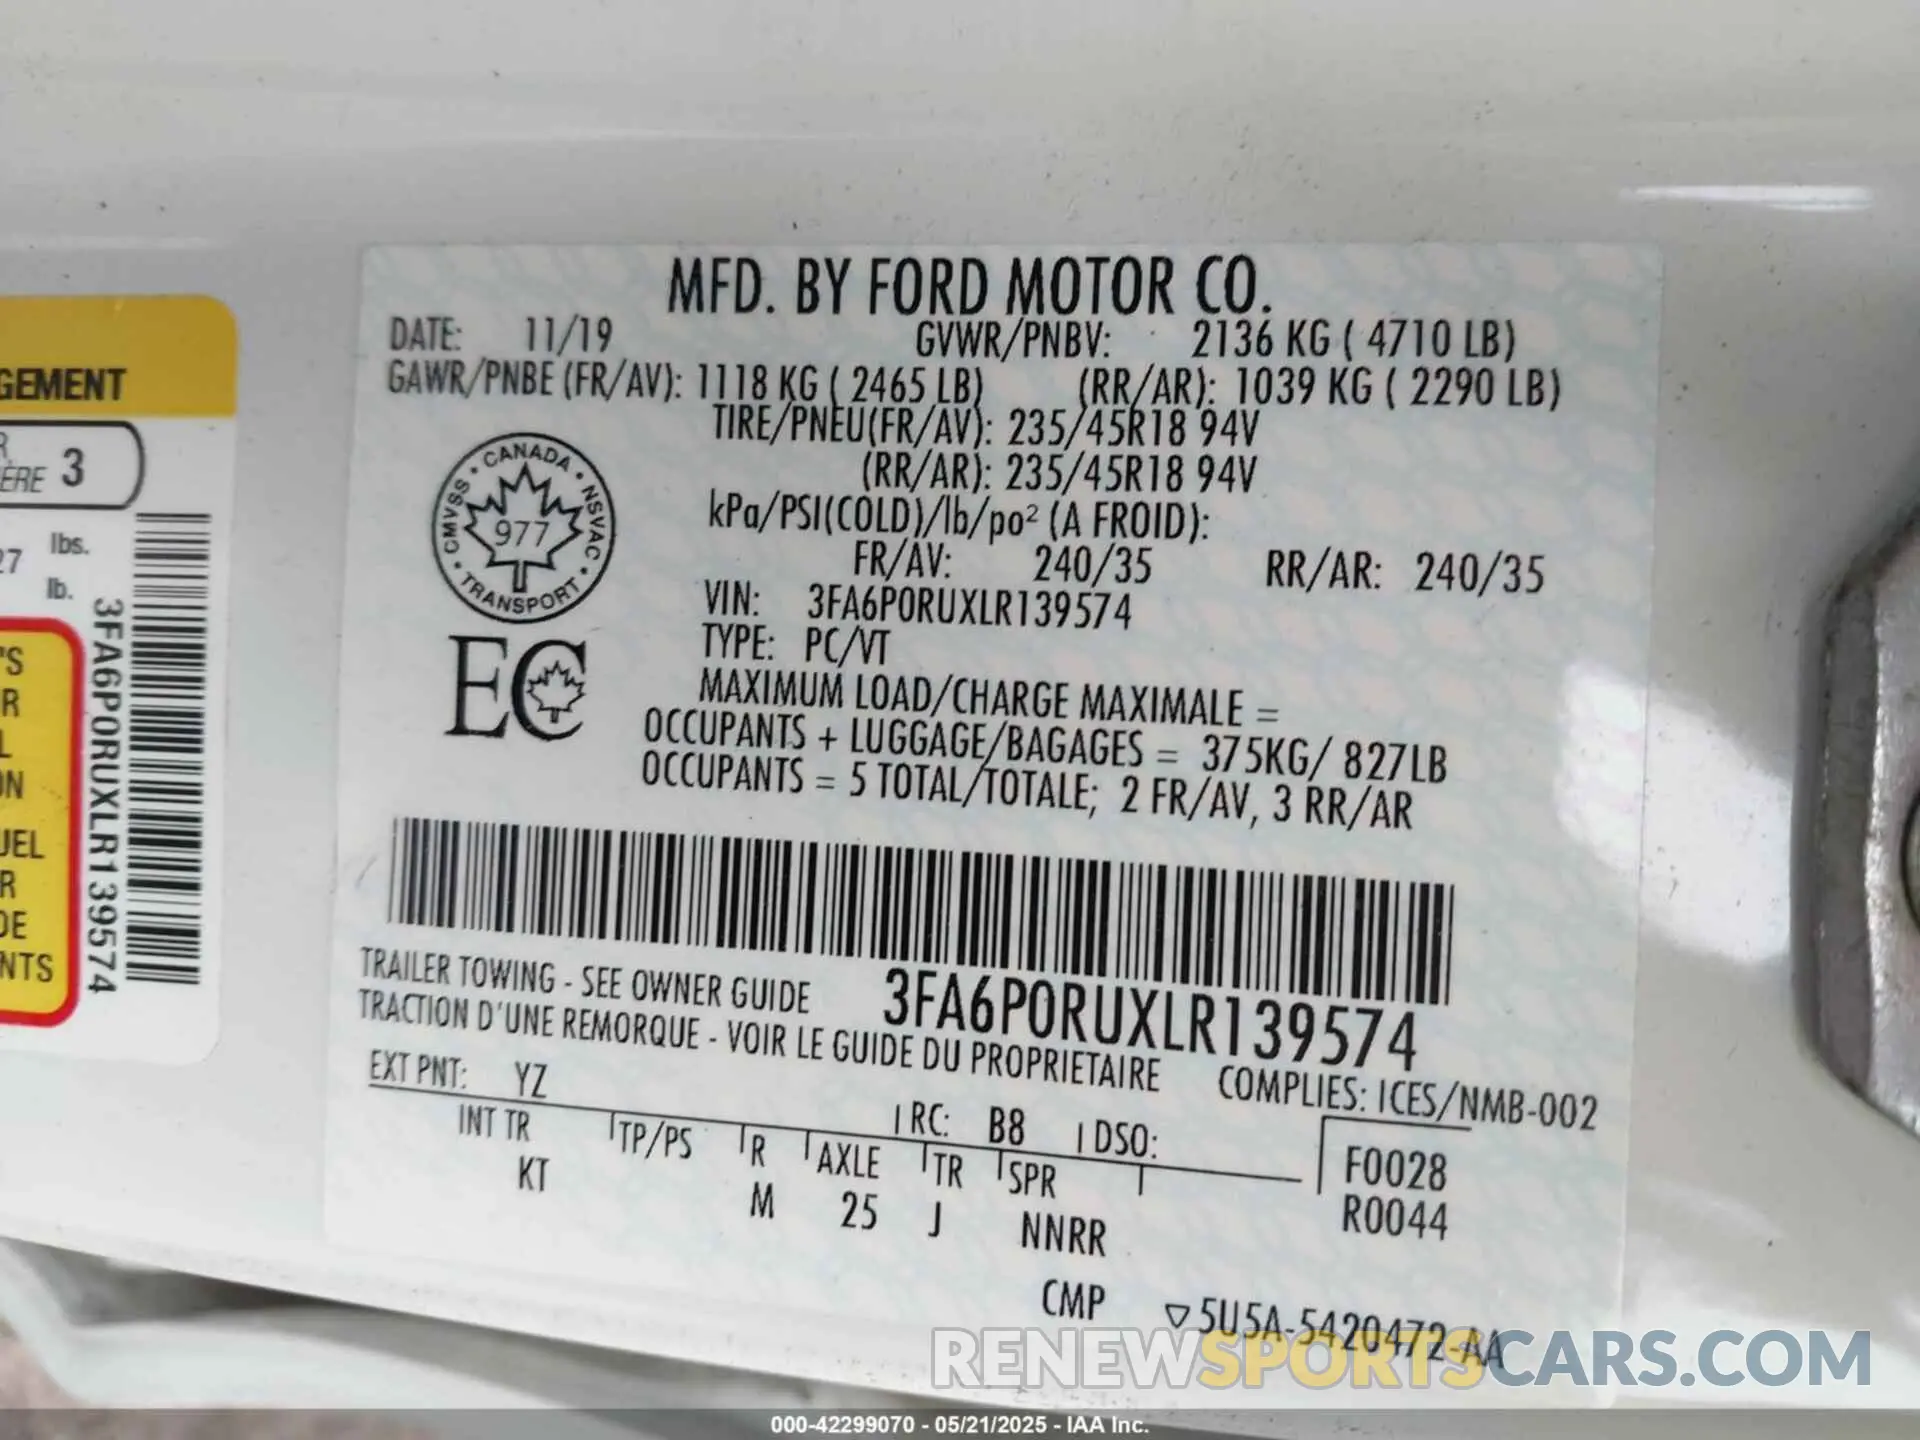 MFD. BY FORD MOTOR CO.
DATE: 11/19 GVWR/PNBV: 2136 KG ( 4710 LB)
GAWR/PNBE (FR/AV): 1118 KG ( 2465 LB) (RR/AR): 1039 KG ( 2290 LB)
TIRE/PNEU(FR/AV): 235/45R18 94V
(RR/AR): 235/45R18 94V
kPa/PSI(COLD)/lb/po² (A FROID):
FR/AV: 240/35 RR/AR: 240/35
VIN: 3FA6P0RUXLR139574
TYPE: PC/VT
MAXIMUM LOAD/CHARGE MAXIMALE =
OCCUPANTS + LUGGAGE/BAGAGES = 375KG/ 827LB
OCCUPANTS = 5 TOTAL/TOTALE; 2 FR/AV, 3 RR/AR
CANADA • NSVAC • TRANSPORT • CMVSS •
977
EC
TRAILER TOWING - SEE OWNER GUIDE 3FA6P0RUXLR139574
TRACTION D'UNE REMORQUE - VOIR LE GUIDE DU PROPRIETAIRE
COMPLIES: ICES/NMB-002
EXT PNT: YZ RC: B8 DSO:
INT TR TP/PS R AXLE TR SPR F0028
KT M 25 J NNRR R0044
CMP ▽5U5A-5420472-AA
GEMENT
ÈRE 3
27 lbs.
lb.
3FA6P0RUXLR139574
'S
R
L
ON
UEL
R
DE
NTS
RENEWSPORTSCARS.COM
000-42299070 - 05/21/2025 - IAA Inc.